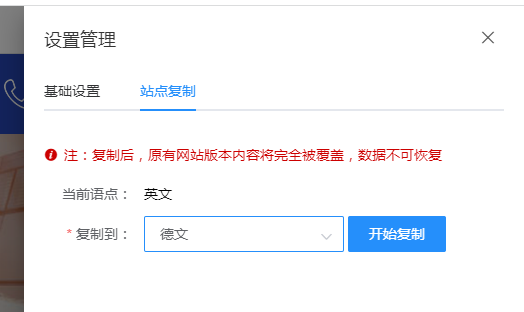 设置管理
基础设置 站点复制
注：复制后，原有网站版本内容将完全被覆盖，数据不可恢复
当前语点： 英文
* 复制到： 德文 开始复制